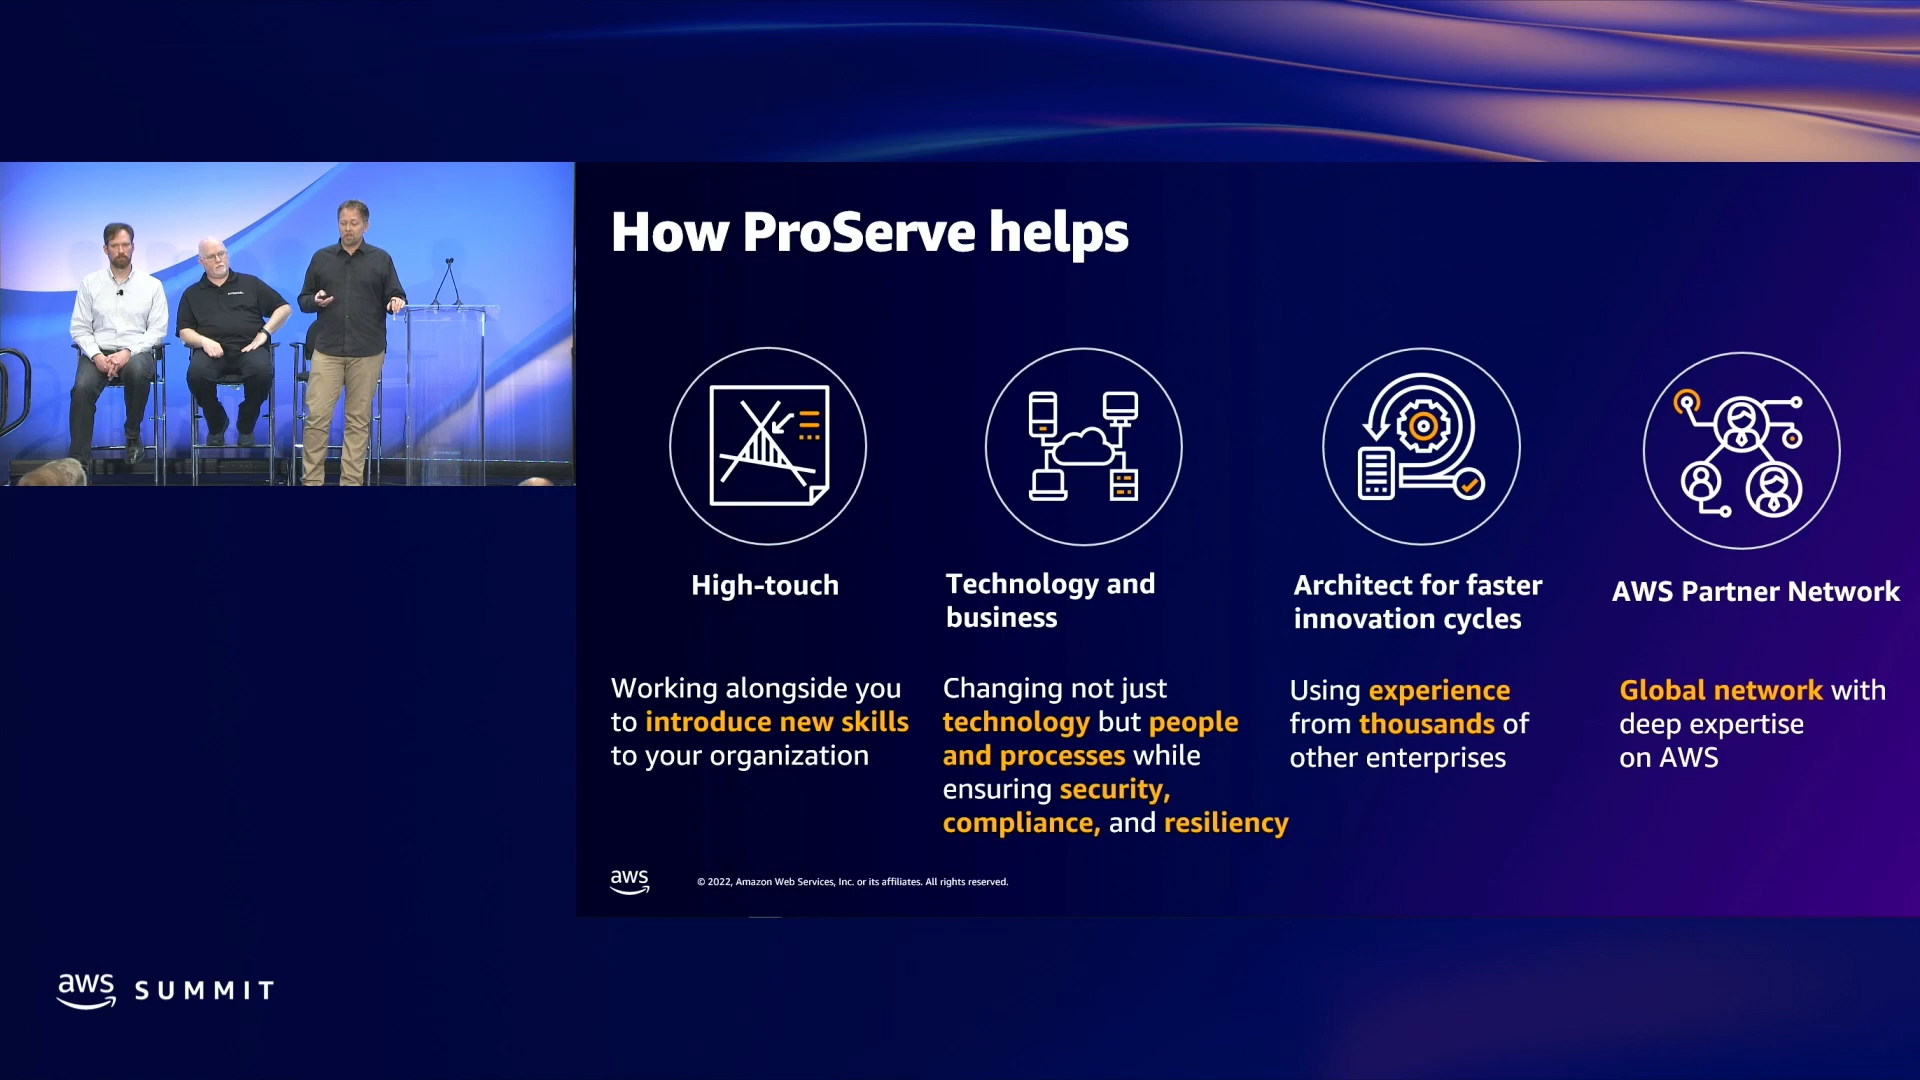 How ProServe helps
High-touch
Working alongside you
to introduce new skills
to your organization
Technology and
business
Changing not just
technology but people
and processes while
ensuring security,
compliance, and resiliency
Architect for faster
innovation cycles
Using experience
from thousands of
other enterprises
AWS Partner Network
Global network with
deep expertise
on AWS
aws
© 2022, Amazon Web Services, Inc. or its affiliates. All rights reserved.
aws SUMMIT